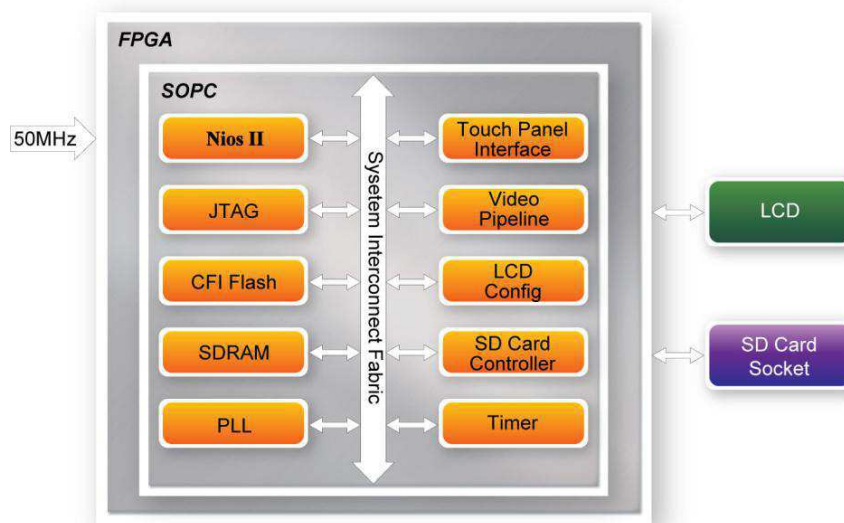 FPGA
SOPC
50MHz
Nios II
JTAG
CFI Flash
SDRAM
PLL
Sysetem Interconnect Fabric
Touch Panel
Interface
Video
Pipeline
LCD
Config
SD Card
Controller
Timer
LCD
SD Card
Socket